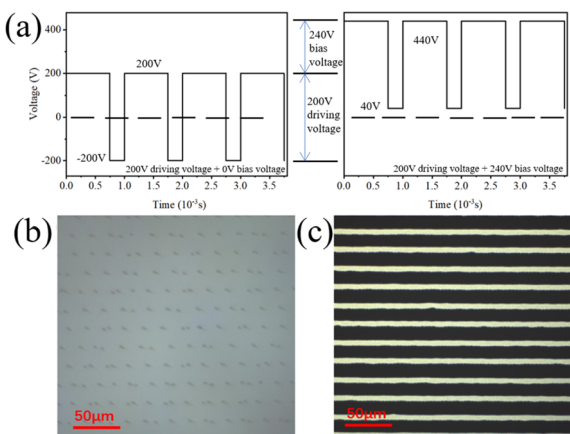 (a)
400
200
0
-200
Voltage (V)
200V
-200V
200V driving voltage + 0V bias voltage
0.0 0.5 1.0 1.5 2.0 2.5 3.0 3.5
Time (10⁻³s)
240V
bias
voltage
200V
driving
voltage
440V
40V
200V driving voltage + 240V bias voltage
0.0 0.5 1.0 1.5 2.0 2.5 3.0 3.5
Time (10⁻³s)
(b)
50μm
(c)
50μm